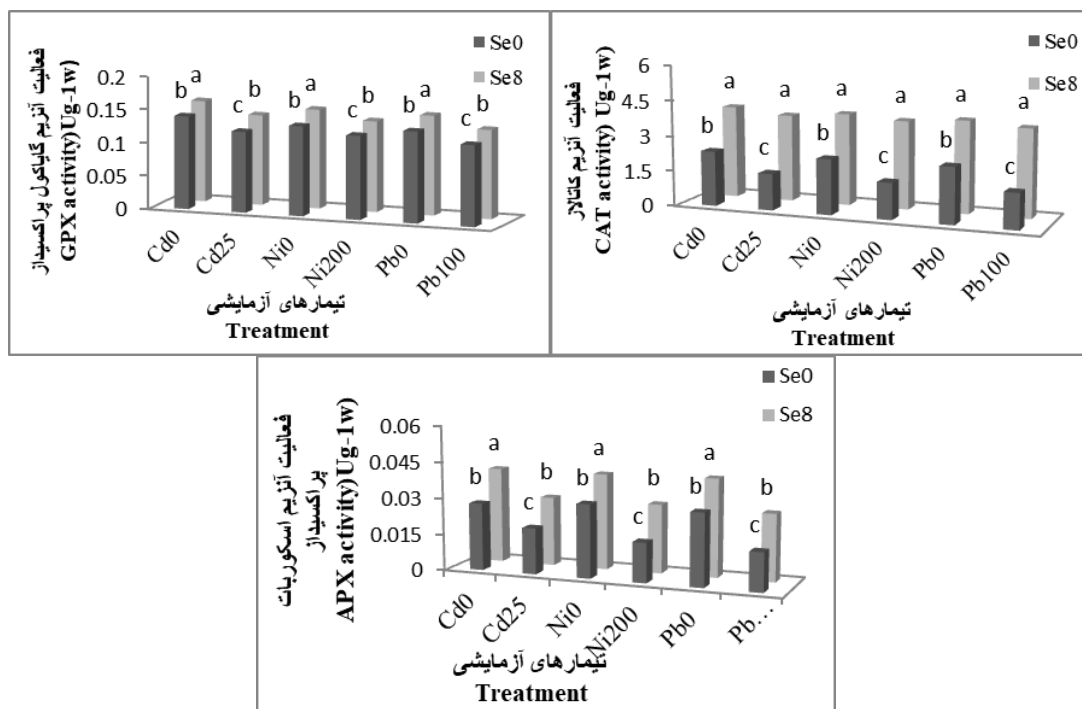 فعالیت آنزیم گایاکول پراکسیداز
GPX activity)Ug-1w)
0.2
0.15
0.1
0.05
0
Se0
Se8
b a c b b a c b b a c b
Cd0 Cd25 Ni0 Ni200 Pb0 Pb100
تیمارهای آزمایشی
Treatment
فعالیت آنزیم کاتالاز
CAT activity) Ug-1w)
6
4.5
3
1.5
0
Se0
Se8
b a c a b a c a b a c a
Cd0 Cd25 Ni0 Ni200 Pb0 Pb100
تیمارهای آزمایشی
Treatment
فعالیت آنزیم اسکوربات
پراکسیداز
APX activity)Ug-1w)
0.06
0.045
0.03
0.015
0
Se0
Se8
b a c b b a c b b a c b
Cd0 Cd25 Ni0 Ni200 Pb0 Pb…
تیمارهای آزمایشی
Treatment